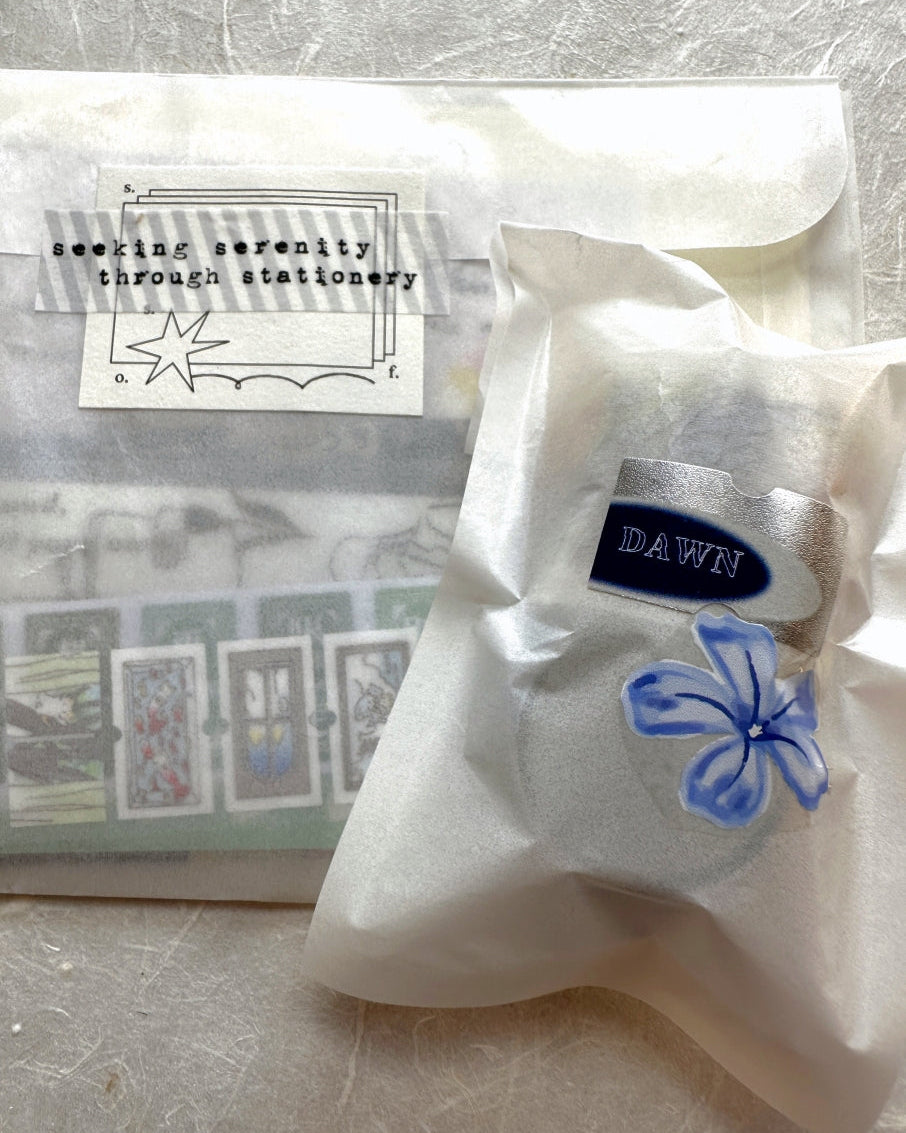 s.
seeking serenity
through stationery
s.
o.
f.
DAWN